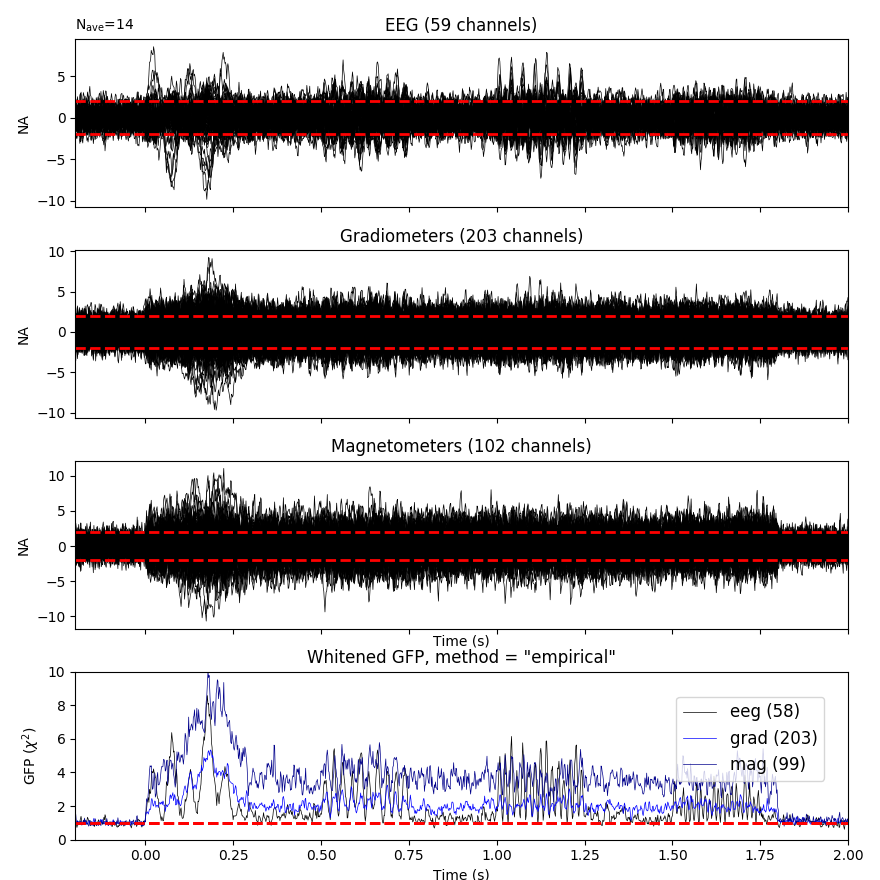 N_ave=14
EEG (59 channels)
5
0
−5
−10
NA
Gradiometers (203 channels)
10
5
0
−5
−10
NA
Magnetometers (102 channels)
10
5
0
−5
−10
NA
Time (s)
Whitened GFP, method = "empirical"
10
8
6
4
2
0
GFP (χ²)
eeg (58)
grad (203)
mag (99)
0.00 0.25 0.50 0.75 1.00 1.25 1.50 1.75 2.00
Time (s)